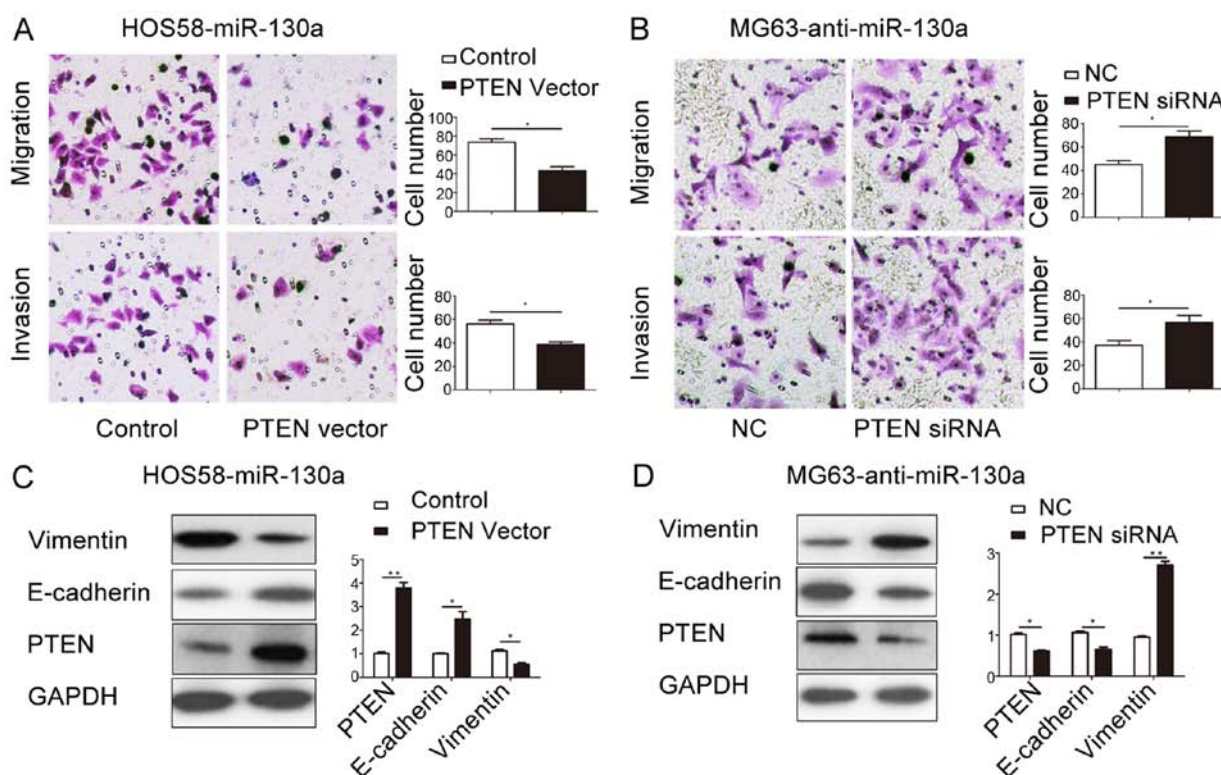 A
HOS58-miR-130a
Migration
Control
PTEN Vector
Cell number
100
80
60
40
20
0
*
Invasion
Cell number
80
60
40
20
0
*
Control
PTEN vector
B
MG63-anti-miR-130a
Migration
NC
PTEN siRNA
Cell number
80
60
40
20
0
*
Invasion
Cell number
80
60
40
20
0
*
NC
PTEN siRNA
C
HOS58-miR-130a
Vimentin
E-cadherin
PTEN
GAPDH
Control
PTEN Vector
5
4
3
2
1
0
**
*
*
PTEN
E-cadherin
Vimentin
D
MG63-anti-miR-130a
Vimentin
E-cadherin
PTEN
GAPDH
NC
PTEN siRNA
3
2
1
0
*
*
**
PTEN
E-cadherin
Vimentin